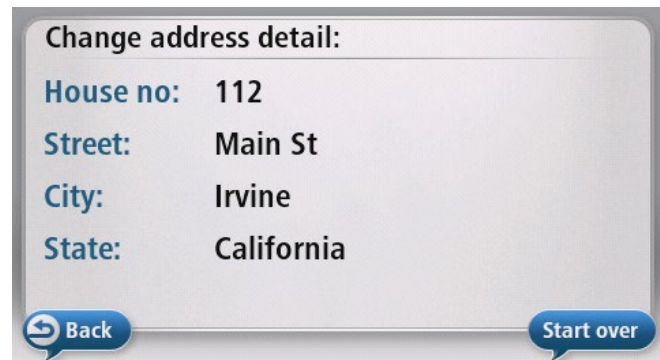 Change address detail:
House no: 112
Street: Main St
City: Irvine
State: California
Back
Start over